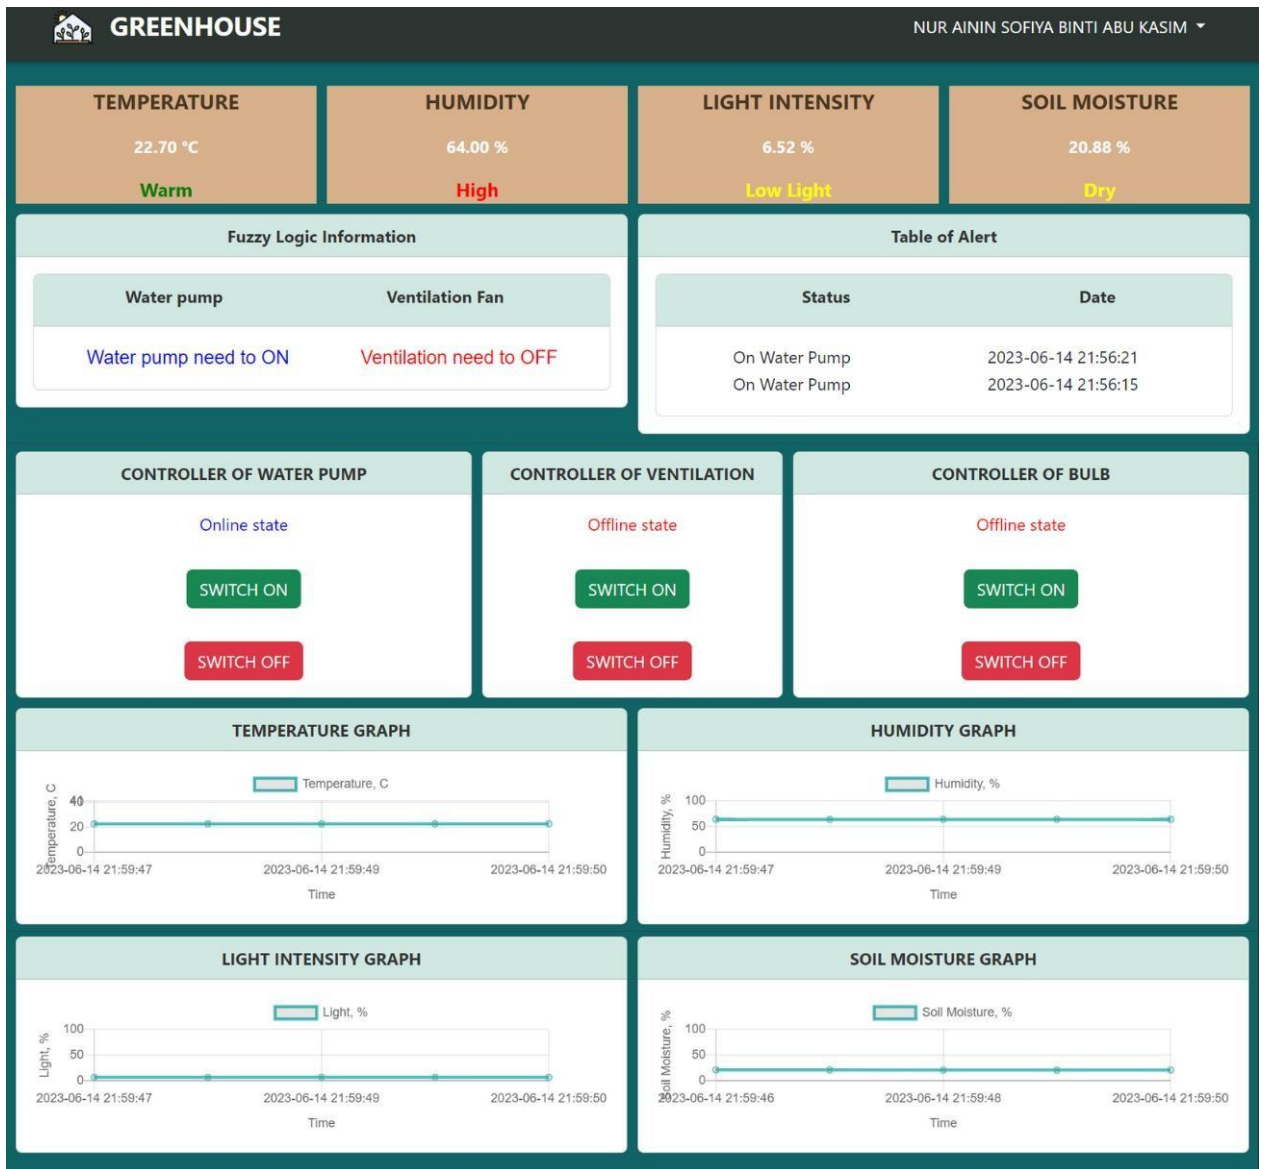 GREENHOUSE
NUR AININ SOFIYA BINTI ABU KASIM
TEMPERATURE
22.70 °C
Warm
HUMIDITY
64.00 %
High
LIGHT INTENSITY
6.52 %
Low Light
SOIL MOISTURE
20.88 %
Dry
Fuzzy Logic Information
Water pump Ventilation Fan
Water pump need to ON Ventilation need to OFF
Table of Alert
Status Date
On Water Pump 2023-06-14 21:56:21
On Water Pump 2023-06-14 21:56:15
CONTROLLER OF WATER PUMP
Online state
SWITCH ON
SWITCH OFF
CONTROLLER OF VENTILATION
Offline state
SWITCH ON
SWITCH OFF
CONTROLLER OF BULB
Offline state
SWITCH ON
SWITCH OFF
TEMPERATURE GRAPH
Temperature, C
Temperature, C
20
0
2023-06-14 21:59:47 2023-06-14 21:59:49 2023-06-14 21:59:50
Time
HUMIDITY GRAPH
Humidity, %
Humidity, %
100
50
0
2023-06-14 21:59:47 2023-06-14 21:59:49 2023-06-14 21:59:50
Time
LIGHT INTENSITY GRAPH
Light, %
Light, %
100
50
0
2023-06-14 21:59:47 2023-06-14 21:59:49 2023-06-14 21:59:50
Time
SOIL MOISTURE GRAPH
Soil Moisture, %
Soil Moisture, %
100
50
0
2023-06-14 21:59:46 2023-06-14 21:59:48 2023-06-14 21:59:50
Time